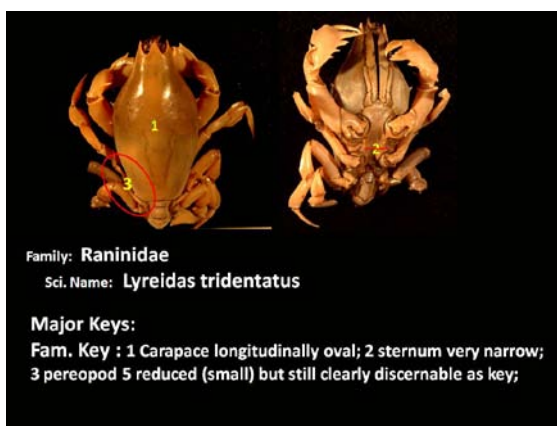 1
3
2
Family: Raninidae
Sci. Name: Lyreidas tridentatus
Major Keys:
Fam. Key : 1 Carapace longitudinally oval; 2 sternum very narrow;
3 pereopod 5 reduced (small) but still clearly discernable as key;